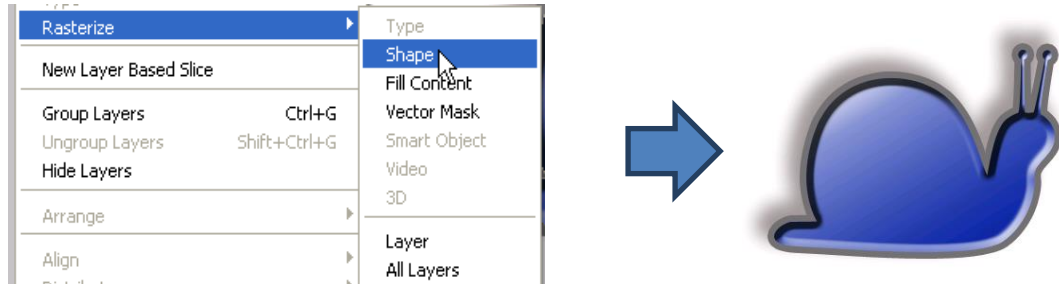 Rasterize
New Layer Based Slice
Group Layers Ctrl+G
Ungroup Layers Shift+Ctrl+G
Hide Layers
Arrange
Align
Type
Shape
Fill Content
Vector Mask
Smart Object
Video
3D
Layer
All Layers